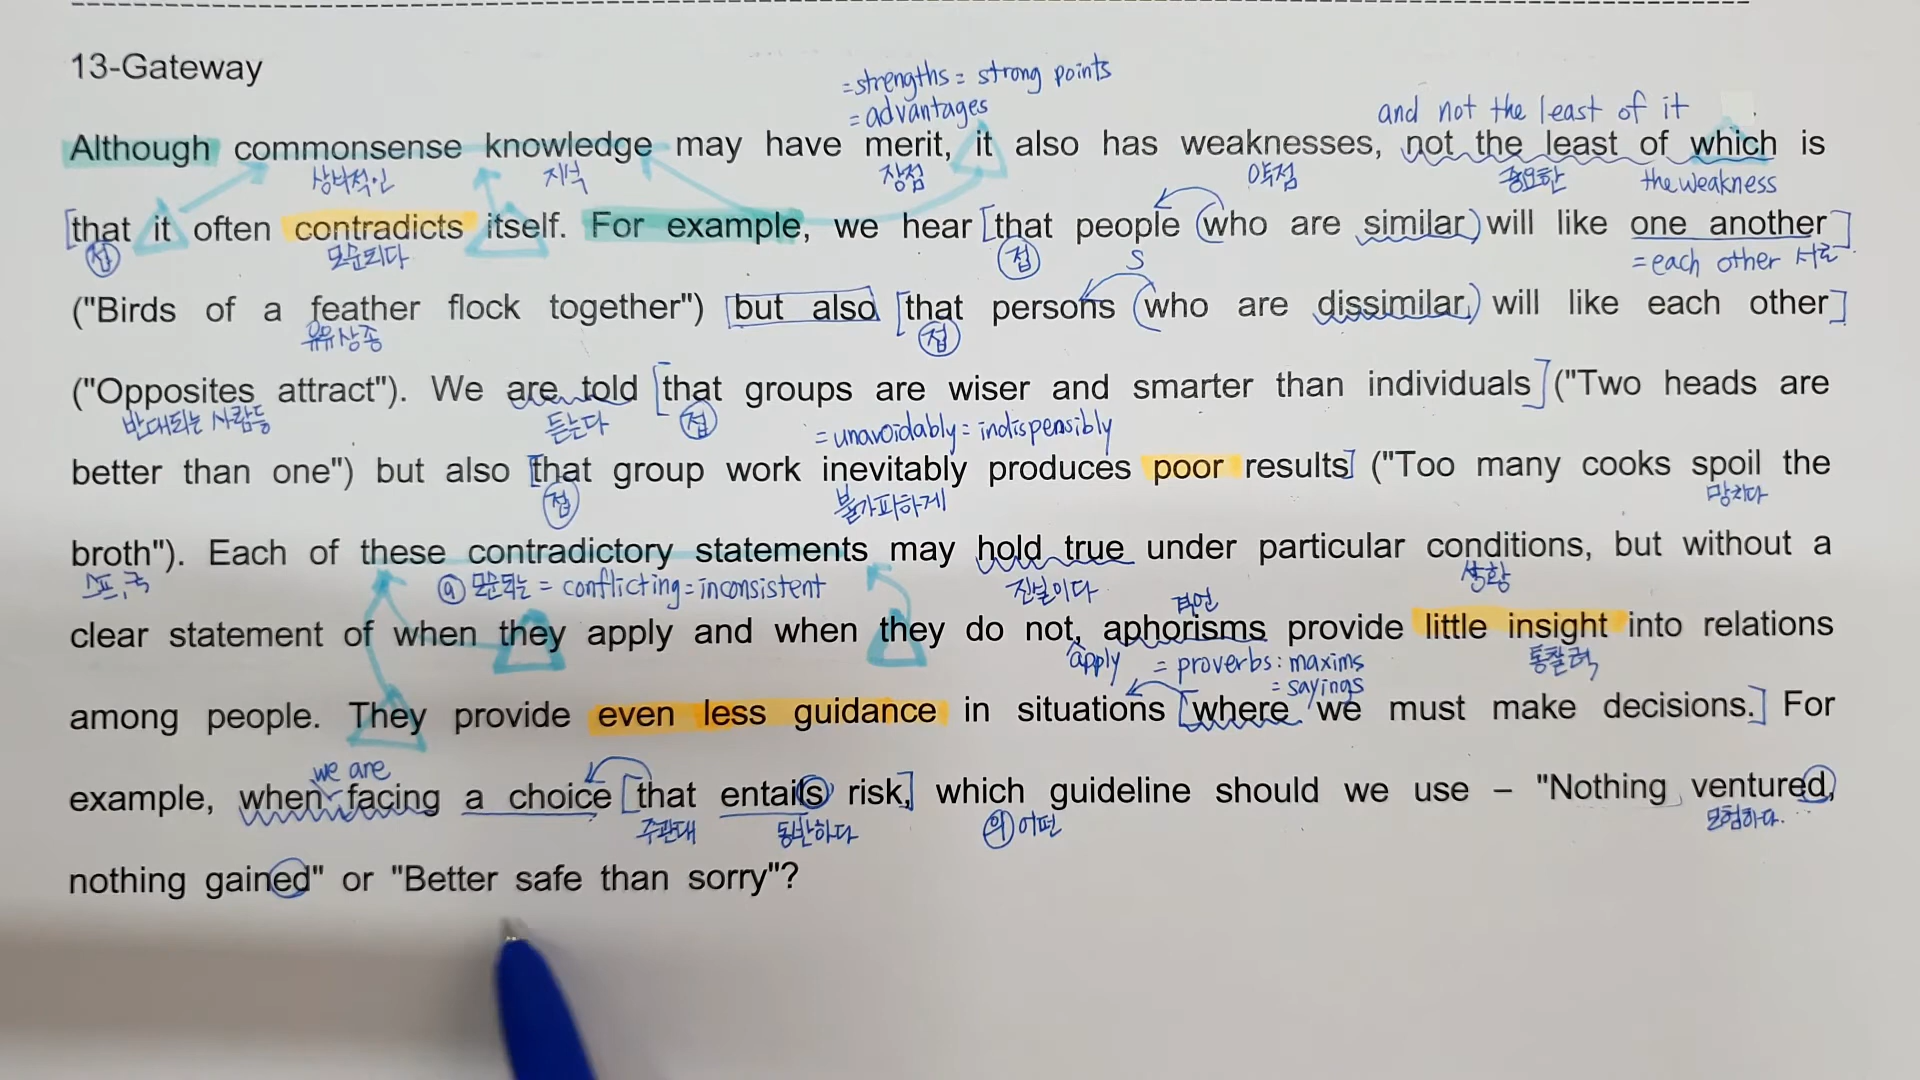 13-Gateway
=strengths= strong points
=advantages
and not the least of it
Although commonsense knowledge may have merit, it also has weaknesses, not the least of which is
상식적인 지식 장점 약점 중요한 the weakness
that it often contradicts itself. For example, we hear that people who are similar will like one another
접 모순되다 접 S =each other 서로
("Birds of a feather flock together") but also that persons who are dissimilar will like each other
유유상종 접
("Opposites attract"). We are told that groups are wiser and smarter than individuals ("Two heads are
반대되는 사람들 듣는다 접 =unavoidably=indispensibly
better than one") but also that group work inevitably produces poor results ("Too many cooks spoil the
접 불가피하게 망치다
broth"). Each of these contradictory statements may hold true under particular conditions, but without a
스프, 국 ⓐ 모순되는 = conflicting=inconsistent 진실이다 격언 상황
clear statement of when they apply and when they do not, aphorisms provide little insight into relations
apply = proverbs: maxims 통찰력
= sayings
among people. They provide even less guidance in situations where we must make decisions. For
we are
example, when facing a choice that entails risk, which guideline should we use – "Nothing ventured,
주관대 동반하다 의 어떤 모험하다.
nothing gained" or "Better safe than sorry"?